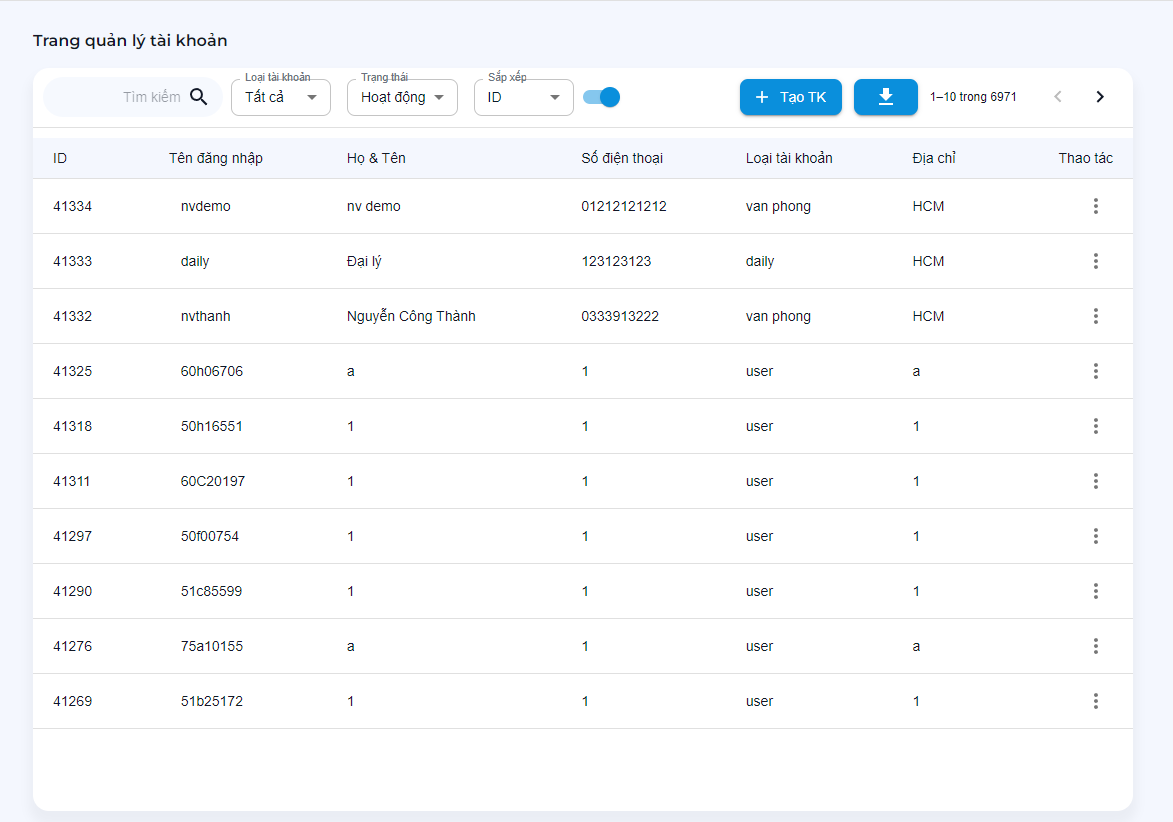 Trang quản lý tài khoản
Tìm kiếm Loại tài khoản Tất cả Trạng thái Hoạt động Sắp xếp ID + Tạo TK 1–10 trong 6971
ID Tên đăng nhập Họ & Tên Số điện thoại Loại tài khoản Địa chỉ Thao tác
41334 nvdemo nv demo 01212121212 van phong HCM
41333 daily Đại lý 123123123 daily HCM
41332 nvthanh Nguyễn Công Thành 0333913222 van phong HCM
41325 60h06706 a 1 user a
41318 50h16551 1 1 user 1
41311 60C20197 1 1 user 1
41297 50f00754 1 1 user 1
41290 51c85599 1 1 user 1
41276 75a10155 a 1 user a
41269 51b25172 1 1 user 1